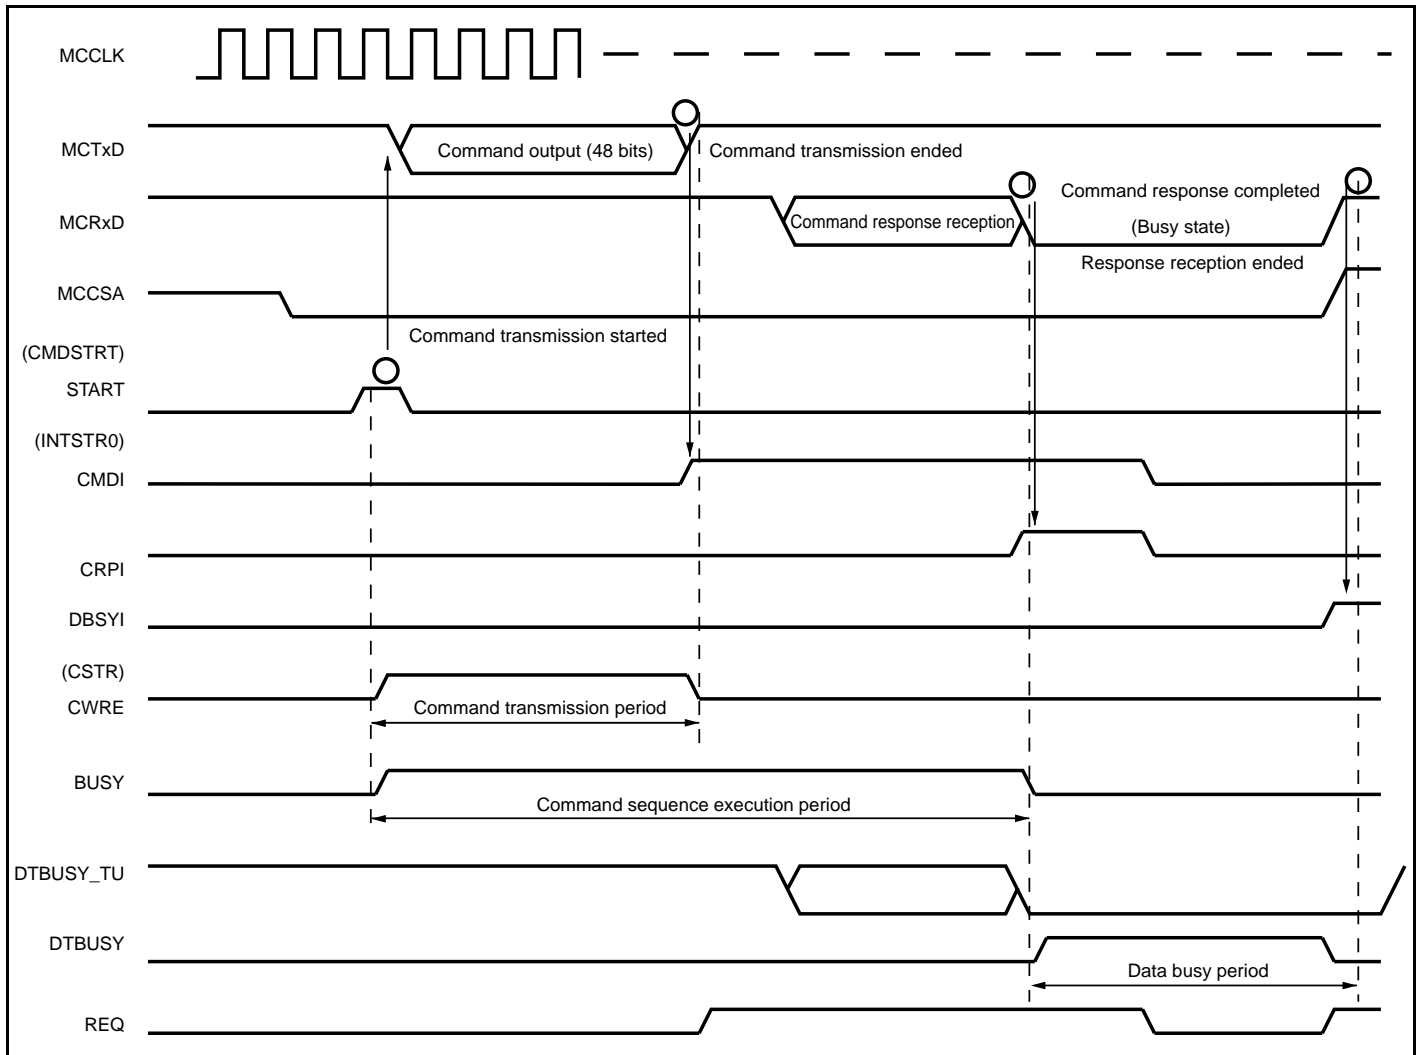 MCCLK
MCTxD
Command output (48 bits)
Command transmission ended
MCRxD
Command response reception
Command response completed
(Busy state)
Response reception ended
MCCSA
Command transmission started
(CMDSTRT)
START
(INTSTR0)
CMDI
CRPI
DBSYI
(CSTR)
CWRE
Command transmission period
BUSY
Command sequence execution period
DTBUSY_TU
DTBUSY
Data busy period
REQ